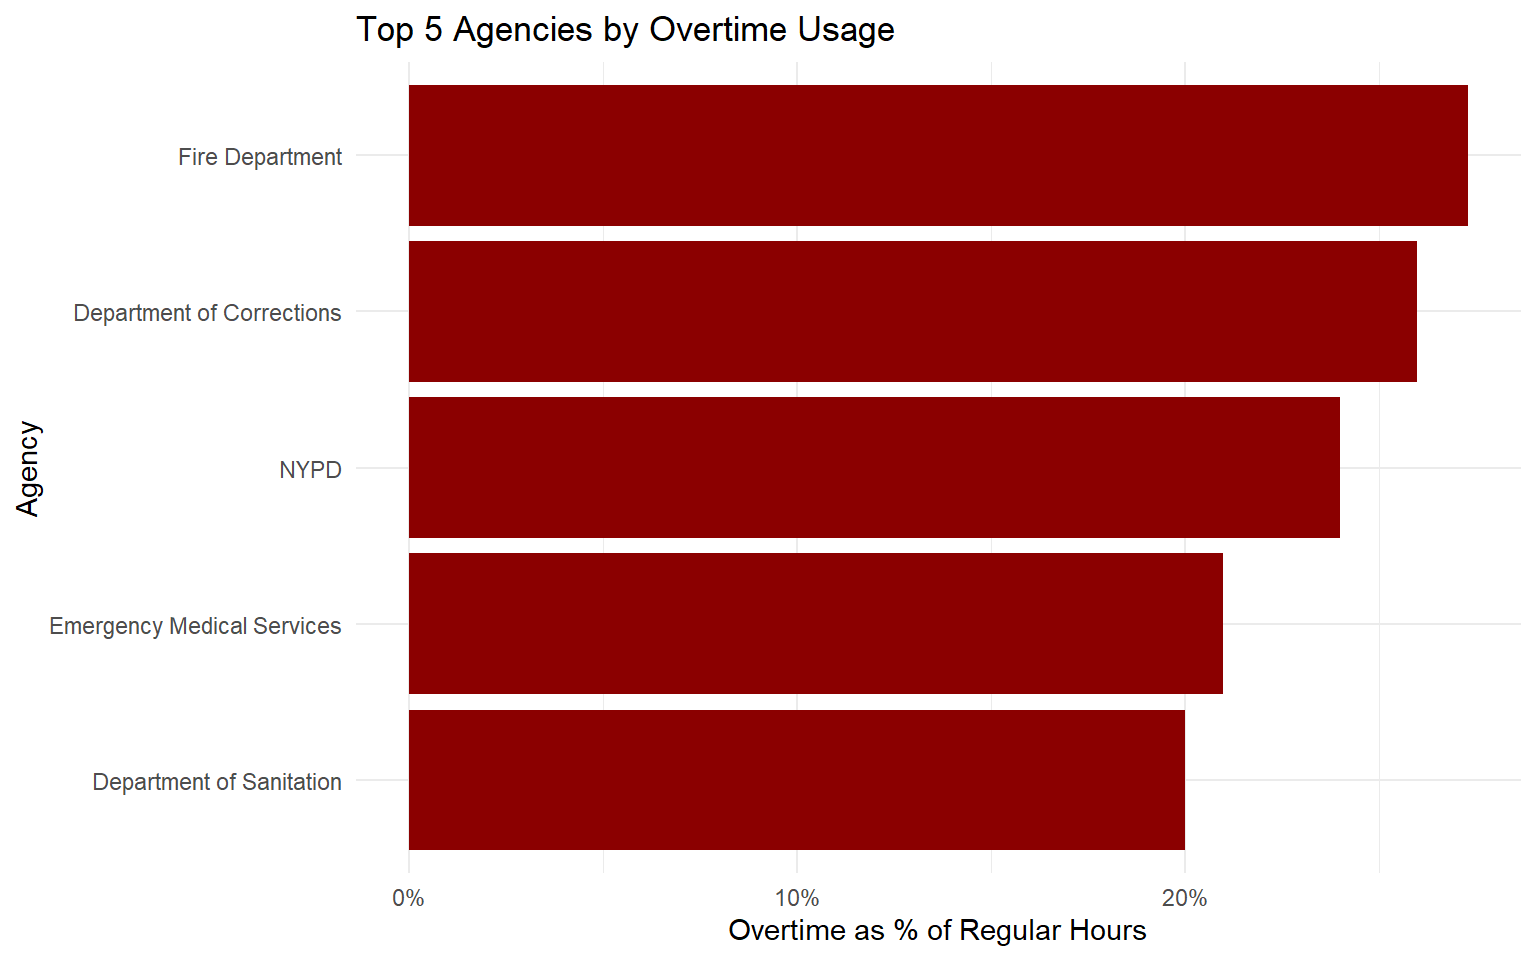 Top 5 Agencies by Overtime Usage
Fire Department
Department of Corrections
NYPD
Emergency Medical Services
Department of Sanitation
Agency
0% 10% 20%
Overtime as % of Regular Hours